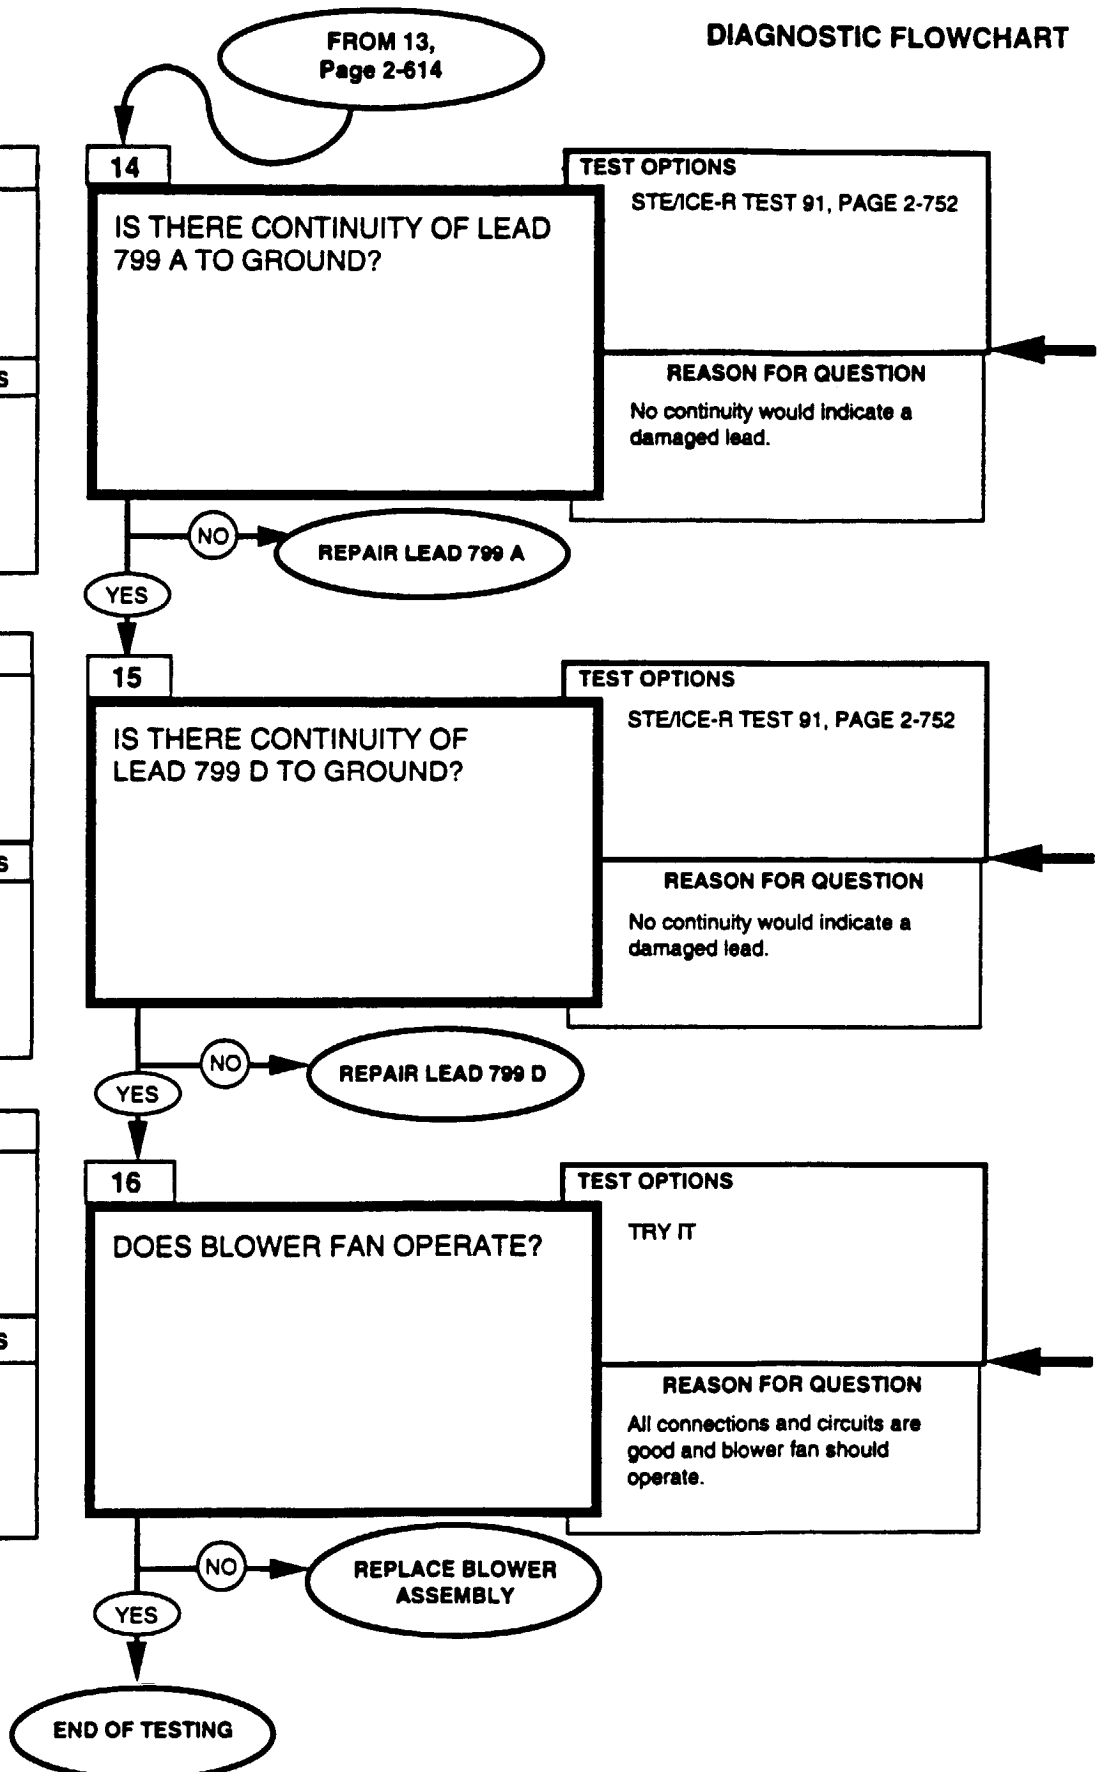 DIAGNOSTIC FLOWCHART
FROM 13,
Page 2-614
14
IS THERE CONTINUITY OF LEAD
799 A TO GROUND?
TEST OPTIONS
STE/ICE-R TEST 91, PAGE 2-752
REASON FOR QUESTION
No continuity would indicate a
damaged lead.
S
NO
REPAIR LEAD 799 A
YES
15
IS THERE CONTINUITY OF
LEAD 799 D TO GROUND?
TEST OPTIONS
STE/ICE-R TEST 91, PAGE 2-752
REASON FOR QUESTION
No continuity would indicate a
damaged lead.
S
NO
REPAIR LEAD 799 D
YES
16
DOES BLOWER FAN OPERATE?
TEST OPTIONS
TRY IT
REASON FOR QUESTION
All connections and circuits are
good and blower fan should
operate.
S
NO
REPLACE BLOWER
ASSEMBLY
YES
END OF TESTING